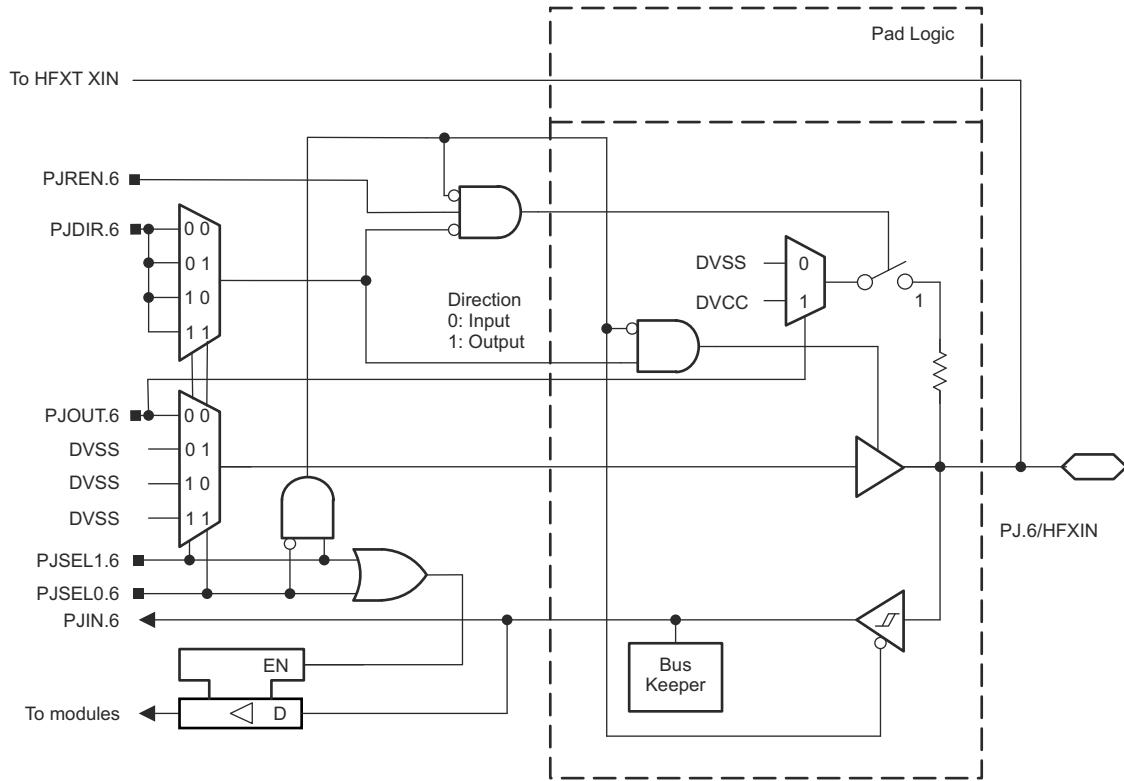 Pad Logic
To HFXT XIN
PJREN.6
PJDIR.6
0 0
0 1
1 0
1 1
Direction
0: Input
1: Output
DVSS
0
DVCC
1
1
PJOUT.6
0 0
DVSS
0 1
DVSS
1 0
DVSS
1 1
PJ.6/HFXIN
PJSEL1.6
PJSEL0.6
PJIN.6
EN
Bus
Keeper
To modules
D